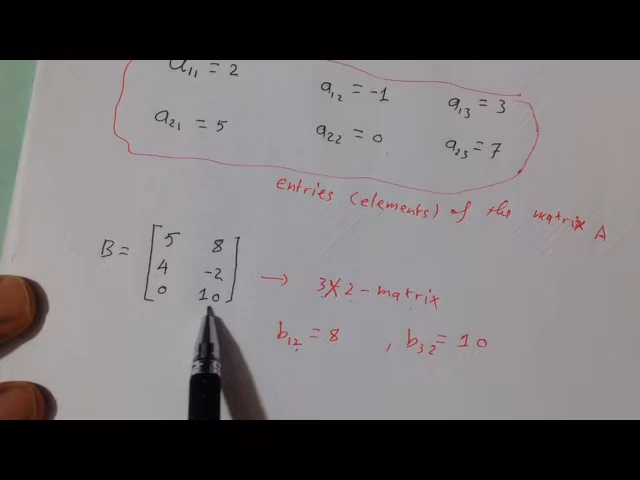 a₁₁ = 2 a₁₂ = -1 a₁₃ = 3
a₂₁ = 5 a₂₂ = 0 a₂₃ = 7
entries (elements) of the matrix A
B = [5 8
4 -2
0 10] → 3X2 - matrix
b₁₂ = 8 , b₃₂ = 10